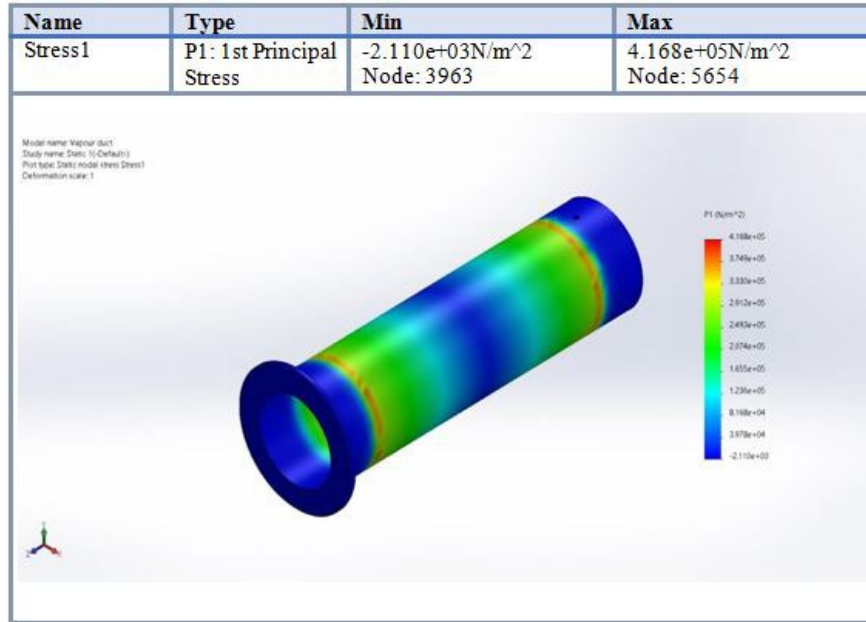 Name Type Min Max
Stress1 P1: 1st Principal -2.110e+03N/m^2 4.168e+05N/m^2
Stress Node: 3963 Node: 5654
Model name: Vapour duct
Study name: Static 1(-Default-)
Plot type: Static nodal stress Stress1
Deformation scale: 1
P1 (N/m^2)
4.168e+05
3.749e+05
3.330e+05
2.912e+05
2.493e+05
2.074e+05
1.655e+05
1.236e+05
8.168e+04
3.978e+04
-2.110e+03
Y
Z X